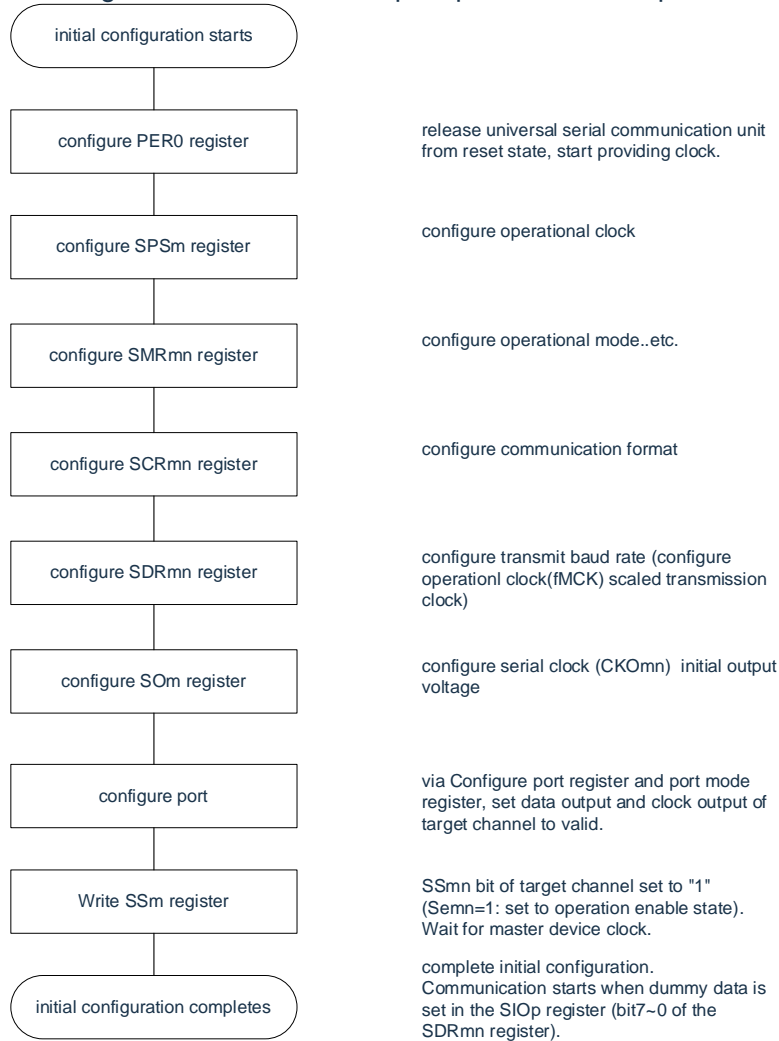 initial configuration starts
configure PER0 register
release universal serial communication unit
from reset state, start providing clock.
configure SPSm register
configure operational clock
configure SMRmn register
configure operational mode..etc.
configure SCRmn register
configure communication format
configure SDRmn register
configure transmit baud rate (configure
operationl clock(fMCK) scaled transmission
clock)
configure SOm register
configure serial clock (CKOmn)  initial output
voltage
configure port
via Configure port register and port mode
register, set data output and clock output of
target channel to valid.
Write SSm register
SSmn bit of target channel set to "1"
(Semn=1: set to operation enable state).
Wait for master device clock.
initial configuration completes
complete initial configuration.
Communication starts when dummy data is
set in the SIOp register (bit7~0 of the
SDRmn register).